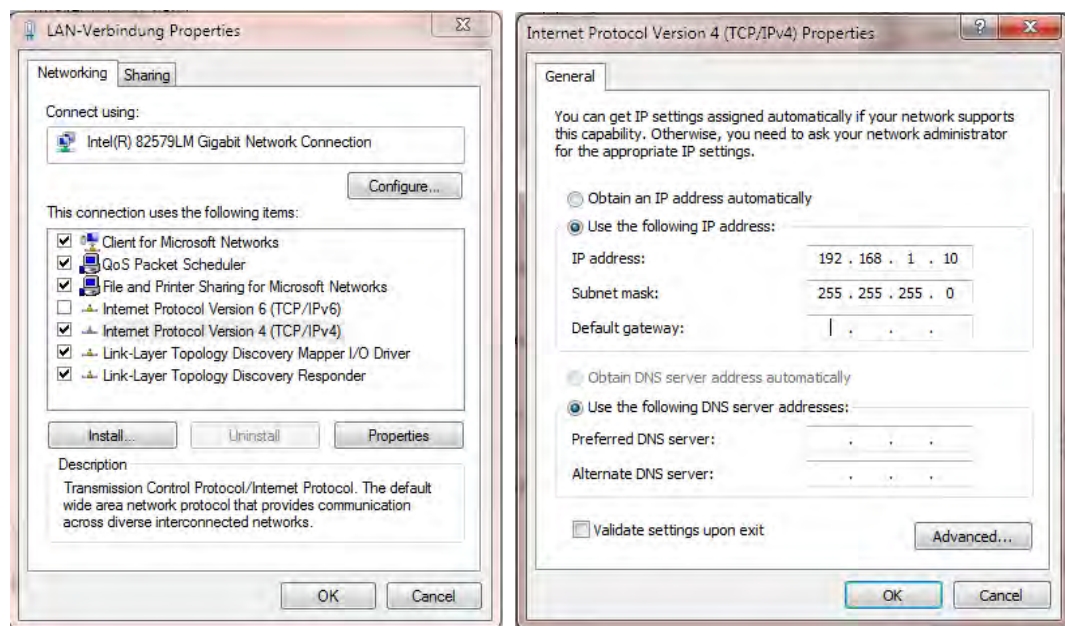 LAN-Verbindung Properties
Networking
Sharing
Connect using:
Intel(R) 82579LM Gigabit Network Connection
Configure...
This connection uses the following items:
Client for Microsoft Networks
QoS Packet Scheduler
File and Printer Sharing for Microsoft Networks
Internet Protocol Version 6 (TCP/IPv6)
Internet Protocol Version 4 (TCP/IPv4)
Link-Layer Topology Discovery Mapper I/O Driver
Link-Layer Topology Discovery Responder
Install...
Uninstall
Properties
Description
Transmission Control Protocol/Internet Protocol. The default
wide area network protocol that provides communication
across diverse interconnected networks.
OK
Cancel
Internet Protocol Version 4 (TCP/IPv4) Properties
General
You can get IP settings assigned automatically if your network supports
this capability. Otherwise, you need to ask your network administrator
for the appropriate IP settings.
Obtain an IP address automatically
Use the following IP address:
IP address: 192 . 168 . 1 . 10
Subnet mask: 255 . 255 . 255 . 0
Default gateway: . . .
Obtain DNS server address automatically
Use the following DNS server addresses:
Preferred DNS server: . . .
Alternate DNS server: . . .
Validate settings upon exit
Advanced...
OK
Cancel